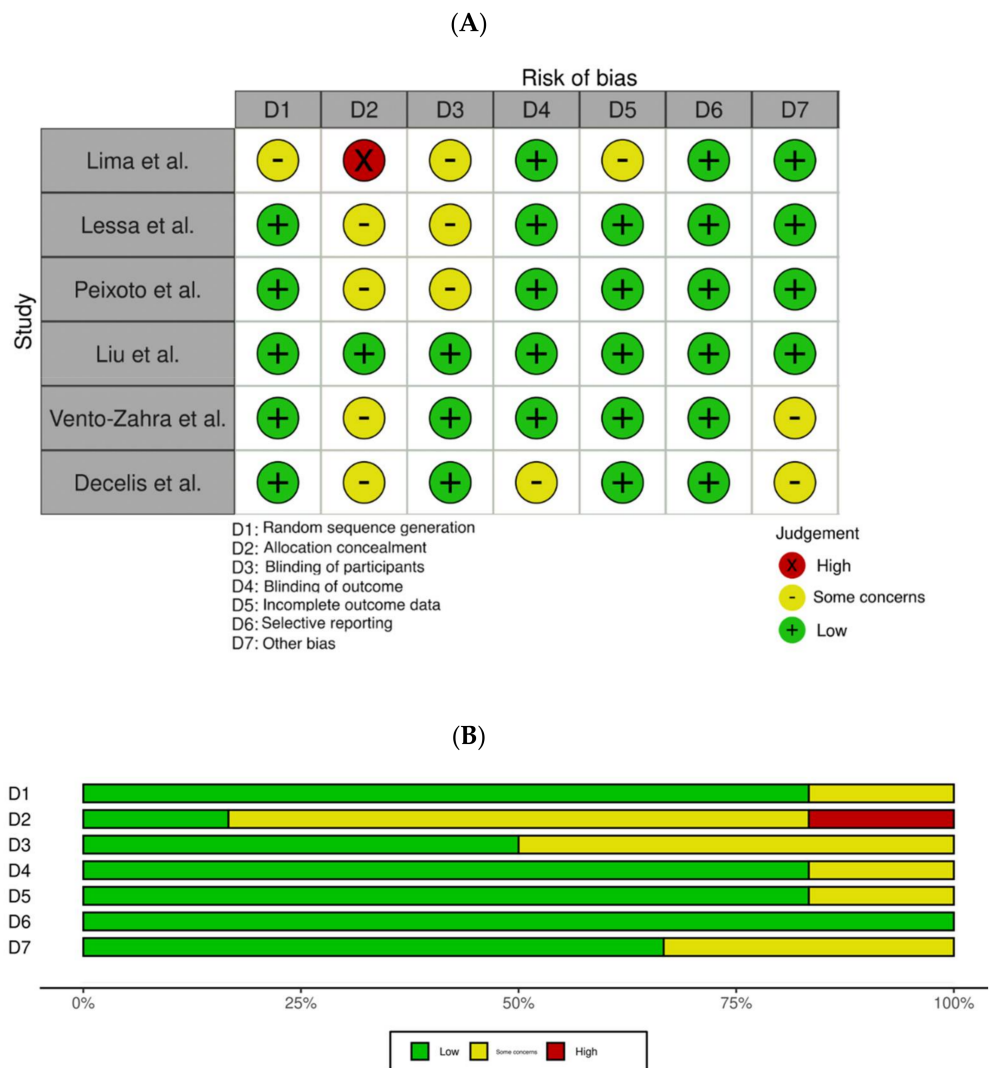 (A)
Risk of bias
D1 D2 D3 D4 D5 D6 D7
Study
Lima et al. - X - + - + +
Lessa et al. + - - + + + +
Peixoto et al. + - - + + + +
Liu et al. + + + + + + +
Vento-Zahra et al. + - + + + + -
Decelis et al. + - + - + + -
D1: Random sequence generation
D2: Allocation concealment
D3: Blinding of participants
D4: Blinding of outcome
D5: Incomplete outcome data
D6: Selective reporting
D7: Other bias
Judgement
X High
- Some concerns
+ Low
(B)
D1
D2
D3
D4
D5
D6
D7
0% 25% 50% 75% 100%
Low Some concerns High